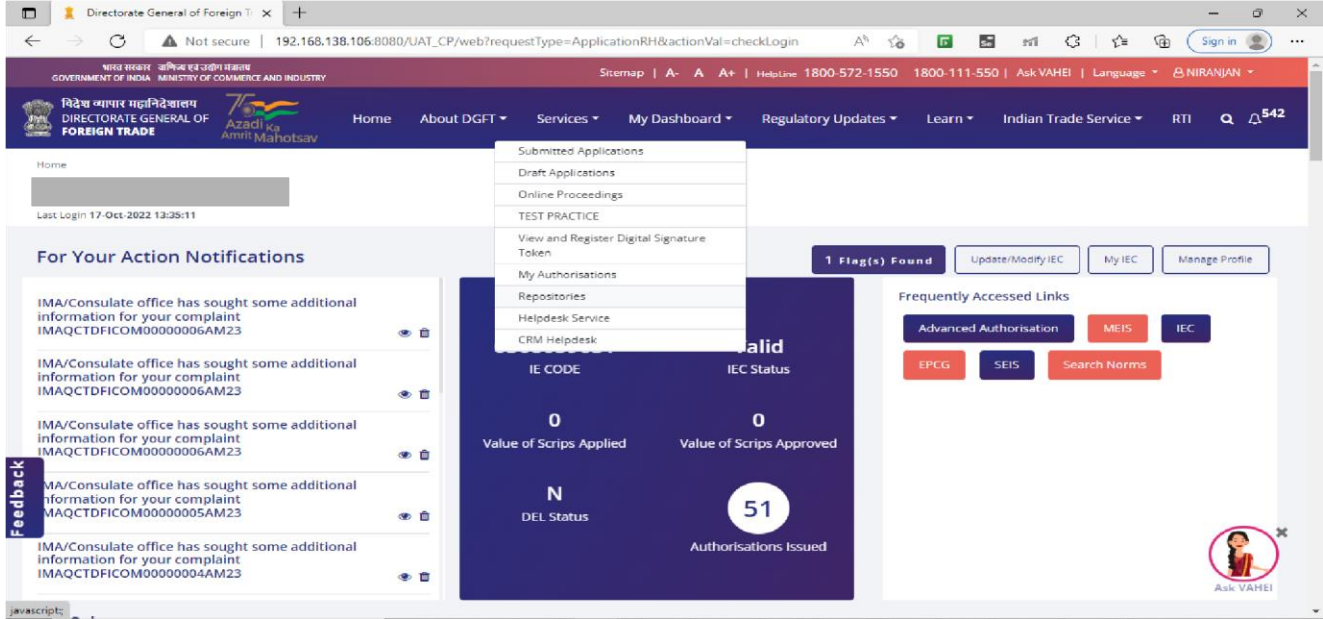 Directorate General of Foreign T
Not secure | 192.168.138.106:8080/UAT_CP/web?requestType=ApplicationRH&actionVal=checkLogin
Sign in
भारत सरकार वाणिज्य एवं उद्योग मंत्रालय
GOVERNMENT OF INDIA MINISTRY OF COMMERCE AND INDUSTRY
Sitemap | A- A A+ | HelpLine 1800-572-1550 1800-111-550 | Ask VAHEI | Language NIRANJAN
विदेश व्यापार महानिदेशालय
DIRECTORATE GENERAL OF
FOREIGN TRADE
Azadi Ka
Amrit Mahotsav
Home About DGFT Services My Dashboard Regulatory Updates Learn Indian Trade Service RTI 542
Home
Last Login 17-Oct-2022 13:35:11
Submitted Applications
Draft Applications
Online Proceedings
TEST PRACTICE
View and Register Digital Signature
Token
My Authorisations
Repositories
Helpdesk Service
CRM Helpdesk
For Your Action Notifications
1 Flag(s) Found Update/Modify IEC My IEC Manage Profile
IMA/Consulate office has sought some additional
information for your complaint
IMAQCTDFICOM00000006AM23
IMA/Consulate office has sought some additional
information for your complaint
IMAQCTDFICOM00000006AM23
IMA/Consulate office has sought some additional
information for your complaint
IMAQCTDFICOM00000006AM23
MA/Consulate office has sought some additional
nformation for your complaint
MAQCTDFICOM00000005AM23
IMA/Consulate office has sought some additional
information for your complaint
IMAQCTDFICOM00000004AM23
Feedback
alid
IE CODE IEC Status
0 0
Value of Scrips Applied Value of Scrips Approved
N 51
DEL Status
Authorisations Issued
Frequently Accessed Links
Advanced Authorisation MEIS IEC
EPCG SEIS Search Norms
Ask VAHEI
javascript:;